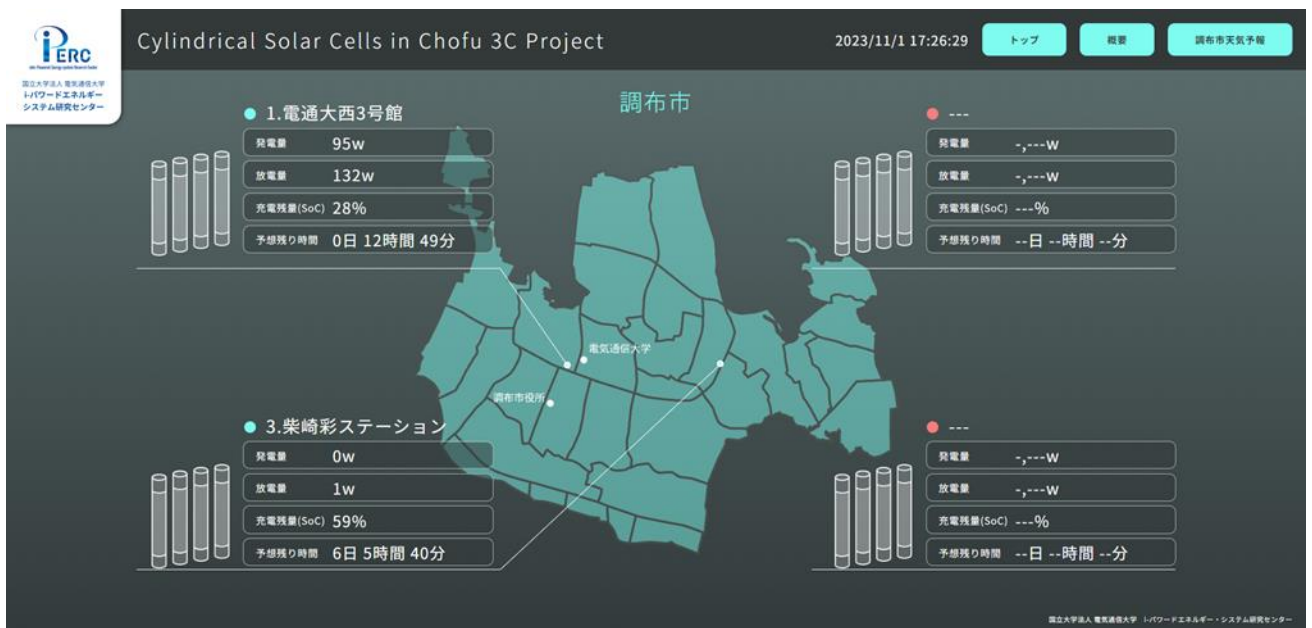 iPERC
国立大学法人 電気通信大学
i-パワードエネルギー
システム研究センター
Cylindrical Solar Cells in Chofu 3C Project
2023/11/1 17:26:29
トップ
概要
調布市天気予報
調布市
1.電通大西3号館
発電量 95w
放電量 132w
充電残量(SoC) 28%
予想残り時間 0日 12時間 49分
---
発電量 -,---w
放電量 -,---w
充電残量(SoC) ---%
予想残り時間 --日 --時間 --分
電気通信大学
調布市役所
3.柴崎彩ステーション
発電量 0w
放電量 1w
充電残量(SoC) 59%
予想残り時間 6日 5時間 40分
---
発電量 -,---w
放電量 -,---w
充電残量(SoC) ---%
予想残り時間 --日 --時間 --分
国立大学法人 電気通信大学 i-パワードエネルギー・システム研究センター